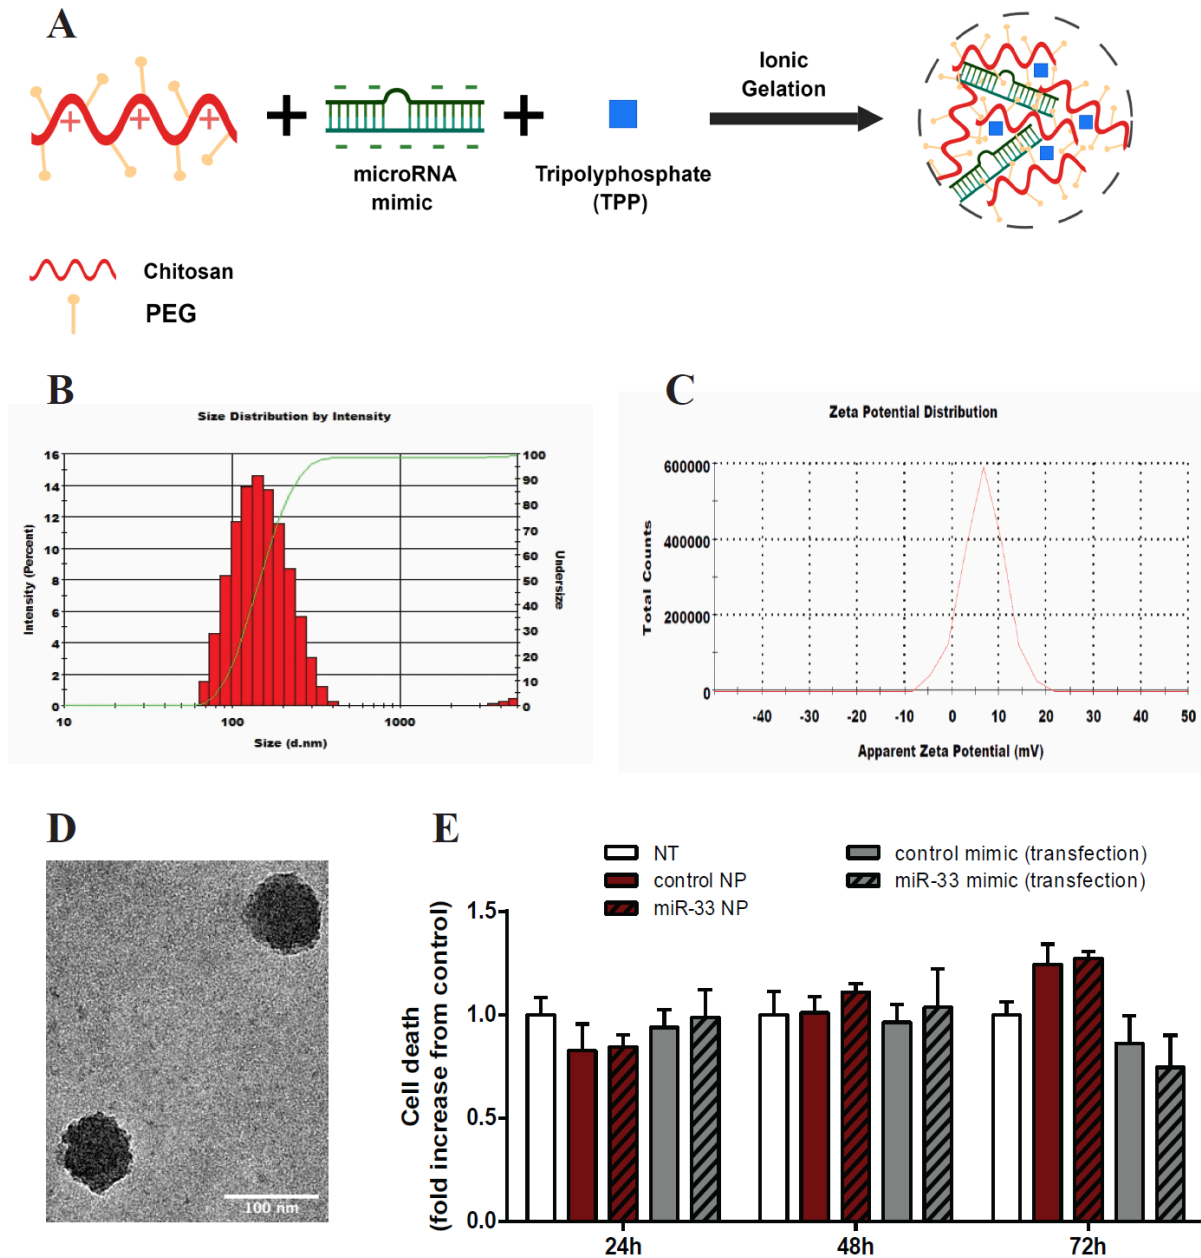 A
+
+
+
microRNA
mimic
+
Tripolyphosphate
(TPP)
Ionic
Gelation
Chitosan
PEG
B
Size Distribution by Intensity
Intensity (Percent)
16
14
12
10
8
6
4
2
0
100
90
80
70
60
50
40
30
20
10
0
Undersize
10
100
1000
Size (d.nm)
C
Zeta Potential Distribution
Total Counts
600000
400000
200000
0
-40
-30
-20
-10
0
10
20
30
40
50
Apparent Zeta Potential (mV)
D
100 nm
E
NT
control NP
miR-33 NP
control mimic (transfection)
miR-33 mimic (transfection)
Cell death
(fold increase from control)
1.5
1.0
0.5
0.0
24h
48h
72h